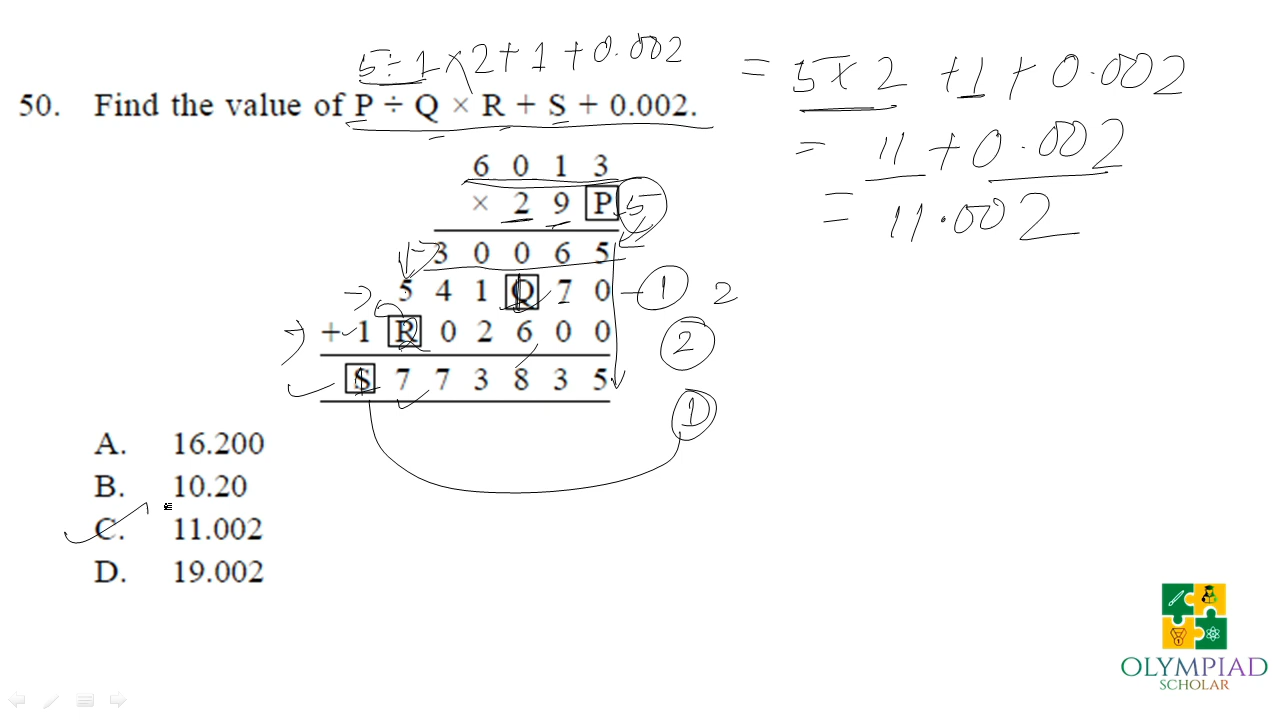 5 ÷ 1 × 2 + 1 + 0.002 = 5 × 2 + 1 + 0.002
50. Find the value of P ÷ Q × R + S + 0.002.
= 11 + 0.002
= 11.002
6 0 1 3
× 2 9 P 5
3 0 0 6 5
5 4 1 Q 7 0 1 2
+ 1 R 0 2 6 0 0 2
S 7 7 3 8 3 5
1
A. 16.200
B. 10.20
C. 11.002
D. 19.002
OLYMPIAD
SCHOLAR